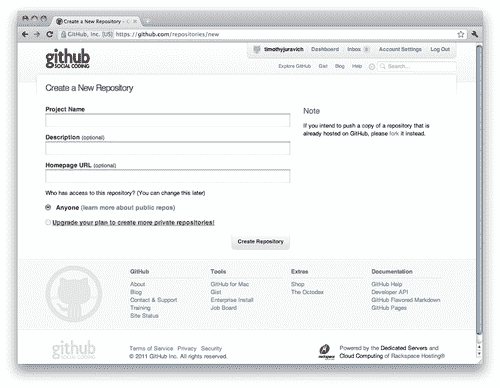 Create a New Repository - G
GitHub, Inc. [US] https://github.com/repositories/new
github
SOCIAL CODING
timothyjuravich Dashboard Inbox 0 Account Settings Log Out
Explore GitHub Gist Blog Help Search...
Create a New Repository
Project Name
Description (optional)
Homepage URL (optional)
Who has access to this repository? (You can change this later)
Anyone (learn more about public repos)
Upgrade your plan to create more private repositories!
Create Repository
Note
If you intend to push a copy of a repository that is
already hosted on GitHub, please fork it instead.
GitHub
About
Blog
Contact & Support
Training
Site Status
Tools
GitHub for Mac
Gist
Enterprise Install
Job Board
Extras
Shop
The Octodex
Documentation
GitHub Help
Developer API
GitHub Flavored Markdown
GitHub Pages
github
SOCIAL CODING
Terms of Service Privacy Security
© 2011 GitHub Inc. All rights reserved.
rackspace
Powered by the Dedicated Servers and
Cloud Computing of Rackspace Hosting®